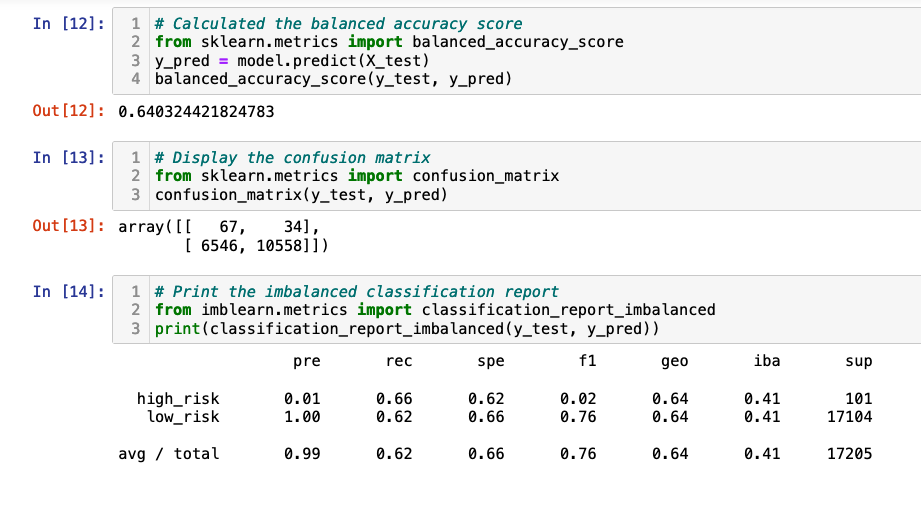 In [12]: 1 # Calculated the balanced accuracy score
2 from sklearn.metrics import balanced_accuracy_score
3 y_pred = model.predict(X_test)
4 balanced_accuracy_score(y_test, y_pred)
Out[12]: 0.640324421824783
In [13]: 1 # Display the confusion matrix
2 from sklearn.metrics import confusion_matrix
3 confusion_matrix(y_test, y_pred)
Out[13]: array([[ 67, 34],
[ 6546, 10558]])
In [14]: 1 # Print the imbalanced classification report
2 from imblearn.metrics import classification_report_imbalanced
3 print(classification_report_imbalanced(y_test, y_pred))
pre rec spe f1 geo iba sup
high_risk 0.01 0.66 0.62 0.02 0.64 0.41 101
low_risk 1.00 0.62 0.66 0.76 0.64 0.41 17104
avg / total 0.99 0.62 0.66 0.76 0.64 0.41 17205